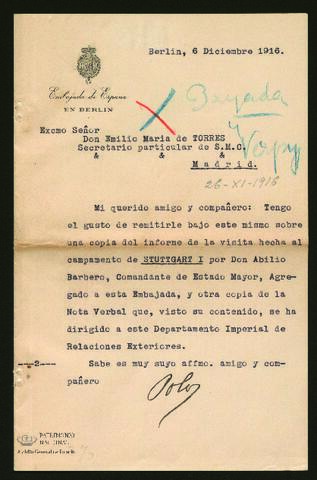 Berlin, 6 Diciembre 1916.
Embajada de España
EN BERLIN
Excmo Señor
Don Emilio Maria de TORRES
Secretario particular de S.M.C.
& & &
Madrid.
26-XI-1916
Mi querido amigo y compañero: Tengo
el gusto de remitirle bajo este mismo sobre
una copia del informe de la visita hecha al
campamento de STUTTGART I por Don Abilio
Barbero, Comandante de Estado Mayor, Agre-
gado a esta Embajada, y otra copia de la
Nota Verbal que, visto su contenido, se ha
dirigido a este Departamento Imperial de
Relaciones Exteriores.
---2--- Sabe es muy suyo affmo. amigo y com-
pañero
Polo
PATRIMONIO
NACIONAL